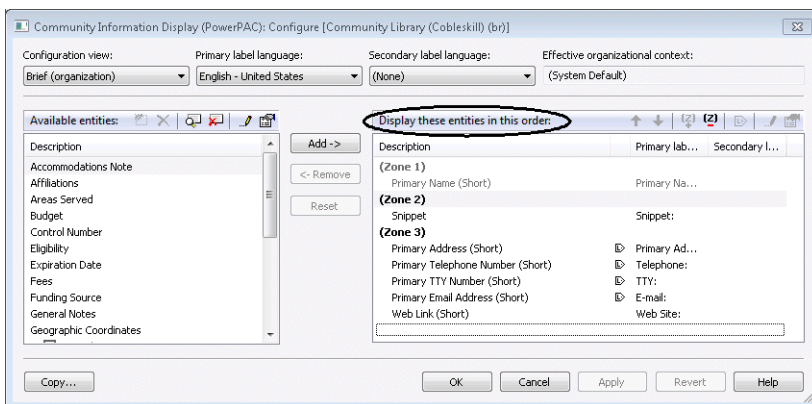 Community Information Display (PowerPAC): Configure [Community Library (Cobleskill) (br)]
Configuration view: Primary label language: Secondary label language: Effective organizational context:
Brief (organization) English - United States (None) (System Default)
Available entities: Display these entities in this order:
Description
Accommodations Note
Affiliations
Areas Served
Budget
Control Number
Eligibility
Expiration Date
Fees
Funding Source
General Notes
Geographic Coordinates
Add ->
<- Remove
Reset
Description Primary lab... Secondary l...
(Zone 1)
Primary Name (Short) Primary Na...
(Zone 2)
Snippet Snippet:
(Zone 3)
Primary Address (Short) Primary Ad...
Primary Telephone Number (Short) Telephone:
Primary TTY Number (Short) TTY:
Primary Email Address (Short) E-mail:
Web Link (Short) Web Site:
Copy... OK Cancel Apply Revert Help